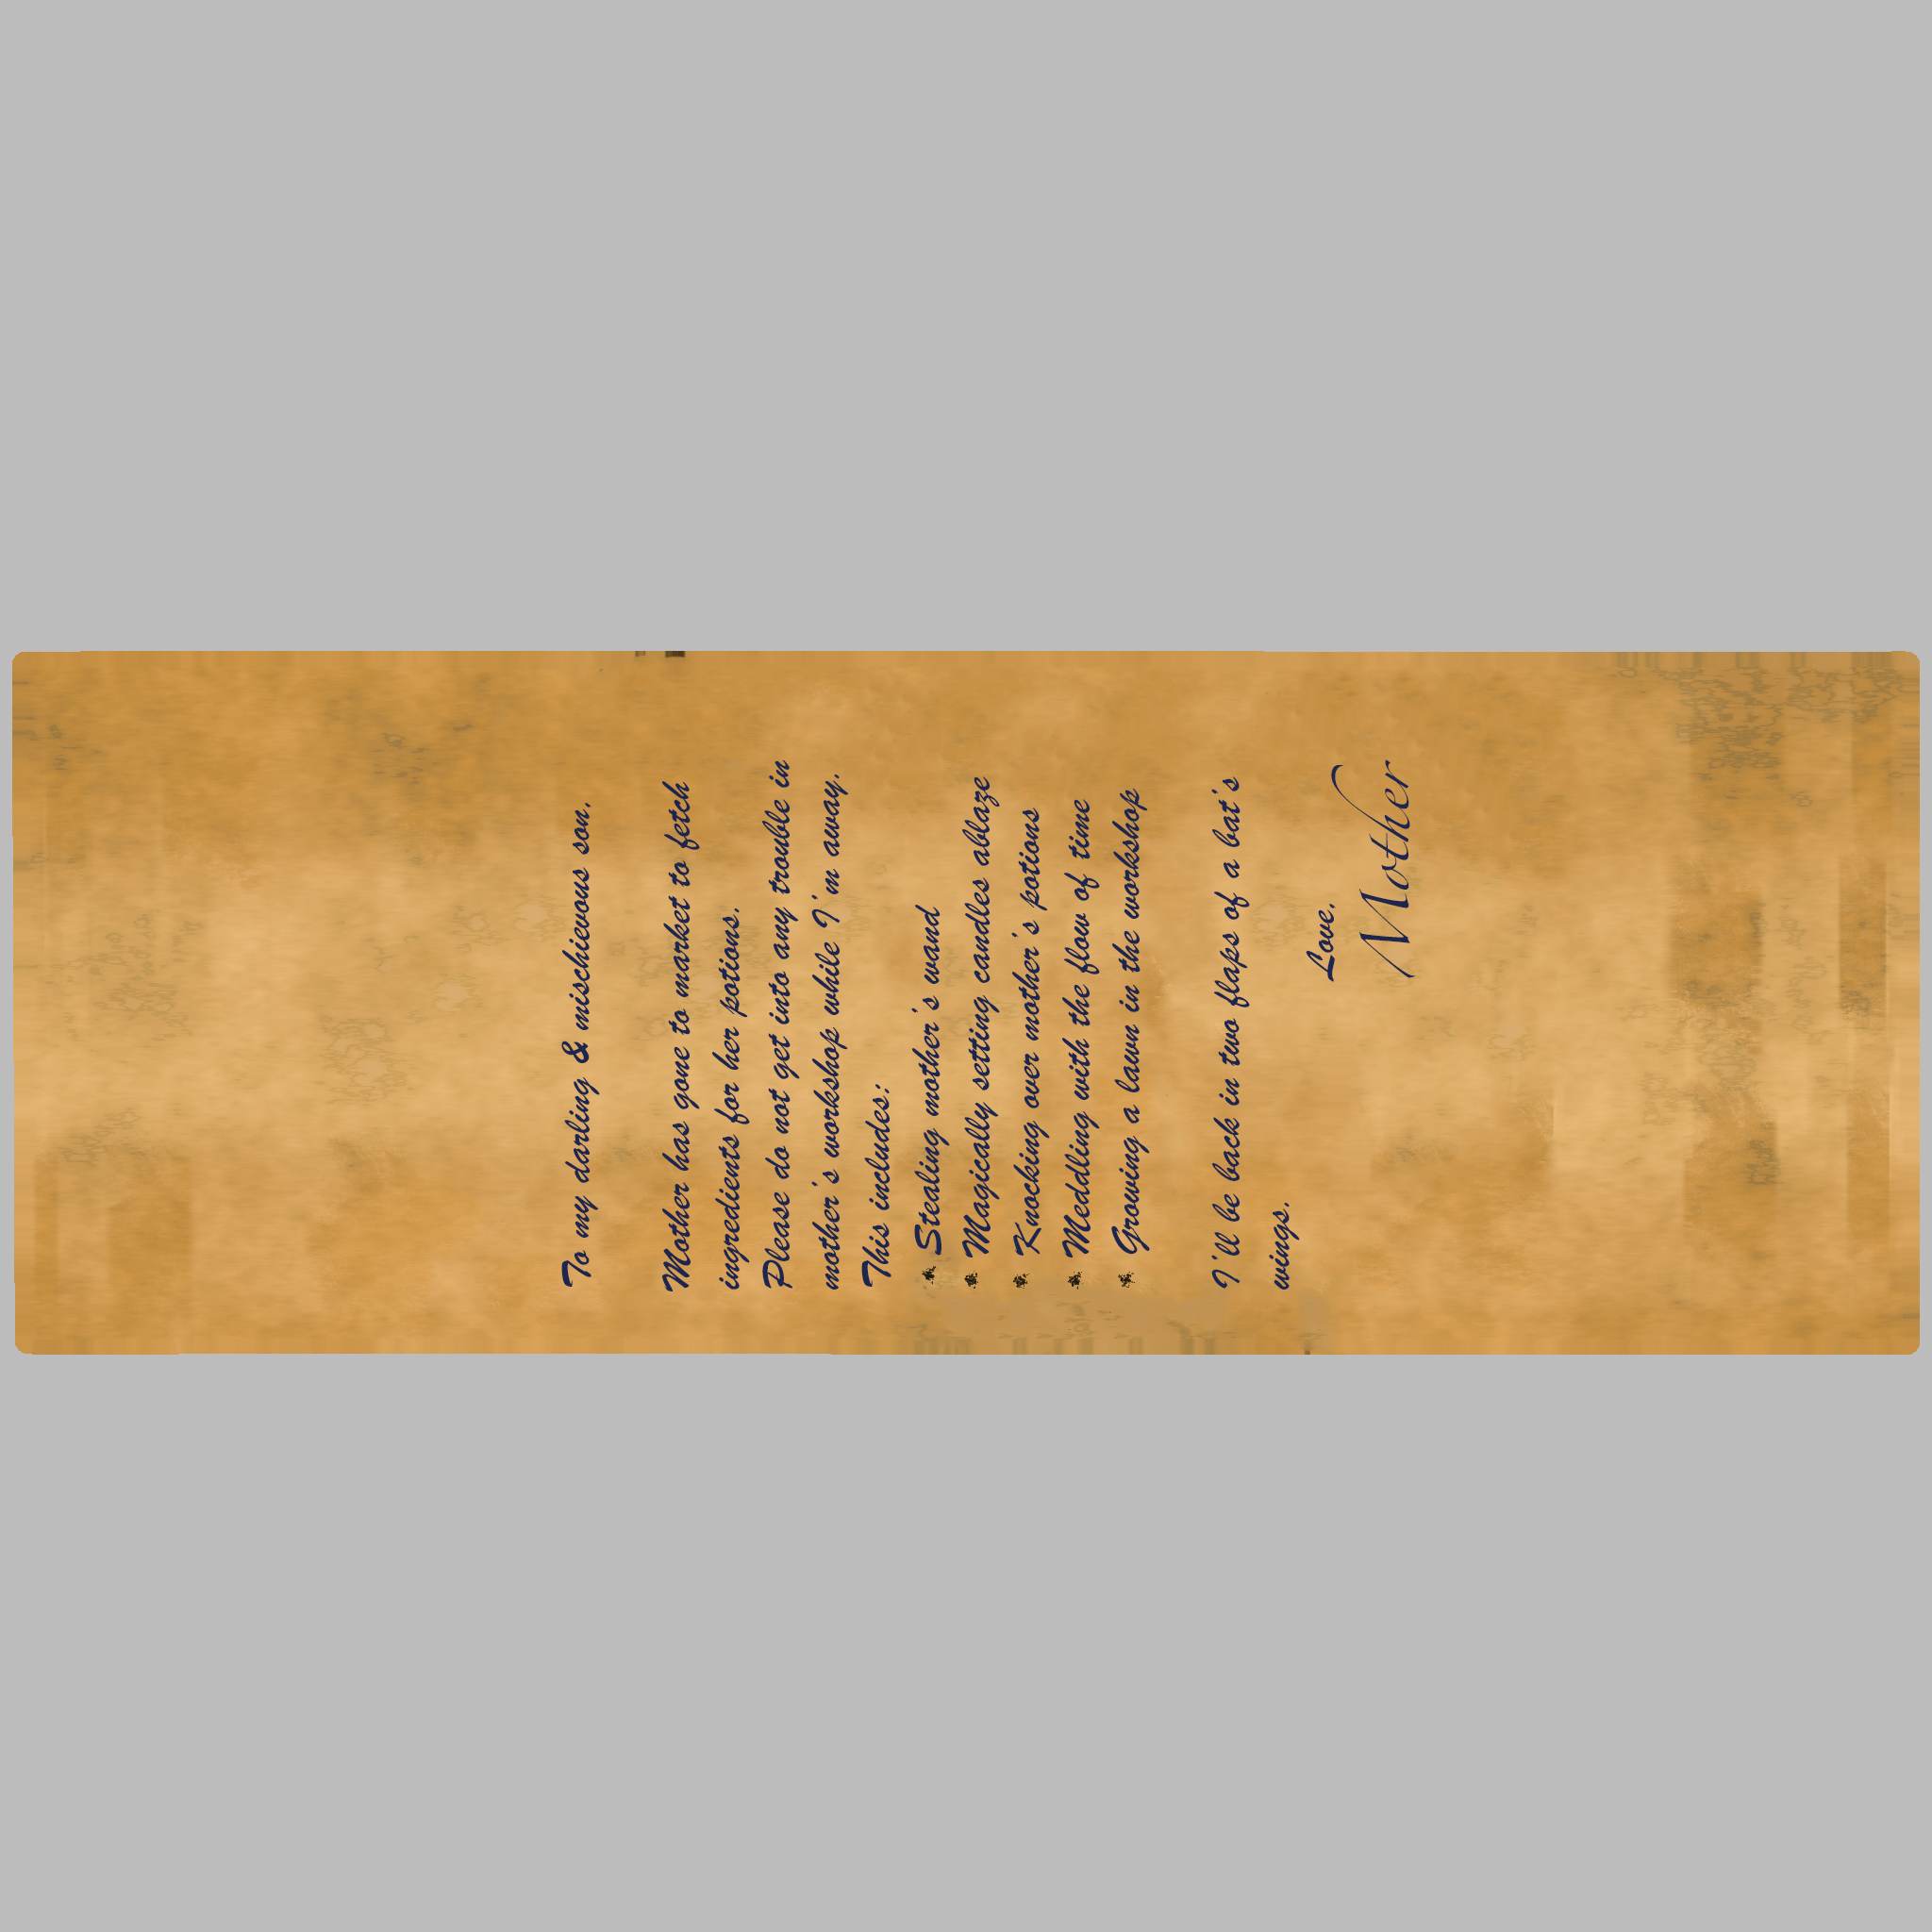 To my darling & mischievous son,
Mother has gone to market to fetch
ingredients for her potions.
Please do not get into any trouble in
mother's workshop while I'm away.
This includes:
Stealing mother's wand
Magically setting candles ablaze
Knocking over mother's potions
Meddling with the flow of time
Growing a lawn in the workshop
I'll be back in two flaps of a bat's
wings.
Love,
Mother